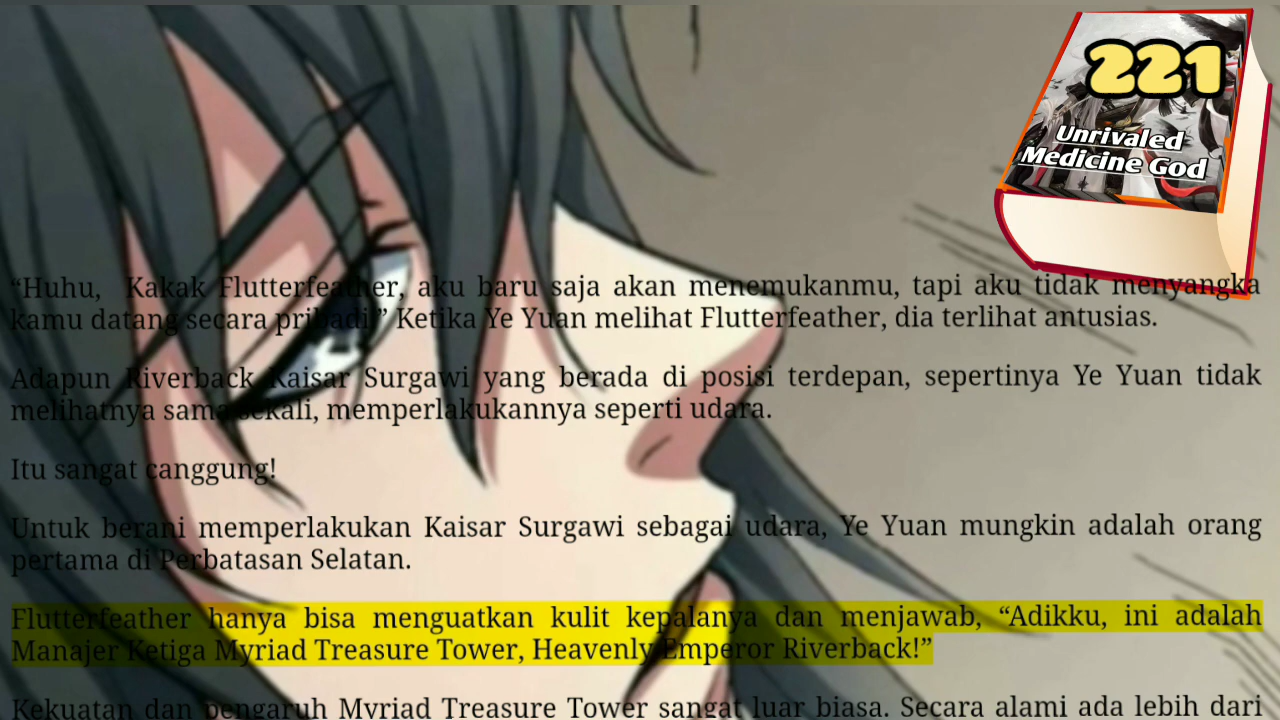 221
Unrivaled
Medicine God
“Huhu, Kakak Flutterfeather, aku baru saja akan menemukanmu, tapi aku tidak menyangka
kamu datang secara pribadi.” Ketika Ye Yuan melihat Flutterfeather, dia terlihat antusias.
Adapun Riverback Kaisar Surgawi yang berada di posisi terdepan, sepertinya Ye Yuan tidak
melihatnya sama sekali, memperlakukannya seperti udara.
Itu sangat canggung!
Untuk berani memperlakukan Kaisar Surgawi sebagai udara, Ye Yuan mungkin adalah orang
pertama di Perbatasan Selatan.
Flutterfeather hanya bisa menguatkan kulit kepalanya dan menjawab, “Adikku, ini adalah
Manajer Ketiga Myriad Treasure Tower, Heavenly Emperor Riverback!”
Kekuatan dan pengaruh Myriad Treasure Tower sangat luar biasa. Secara alami ada lebih dari